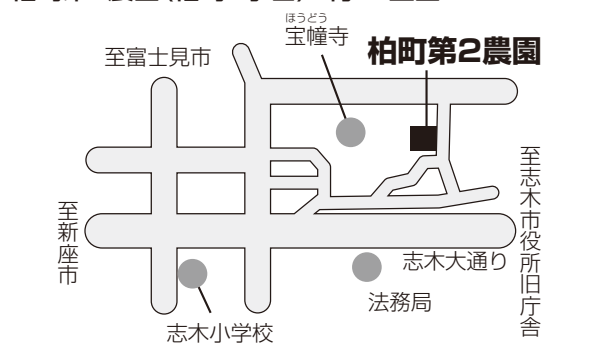 ほうどう
宝幢寺
柏町第2農園
至富士見市
至志木市役所旧庁舎
至新座市
志木大通り
法務局
志木小学校